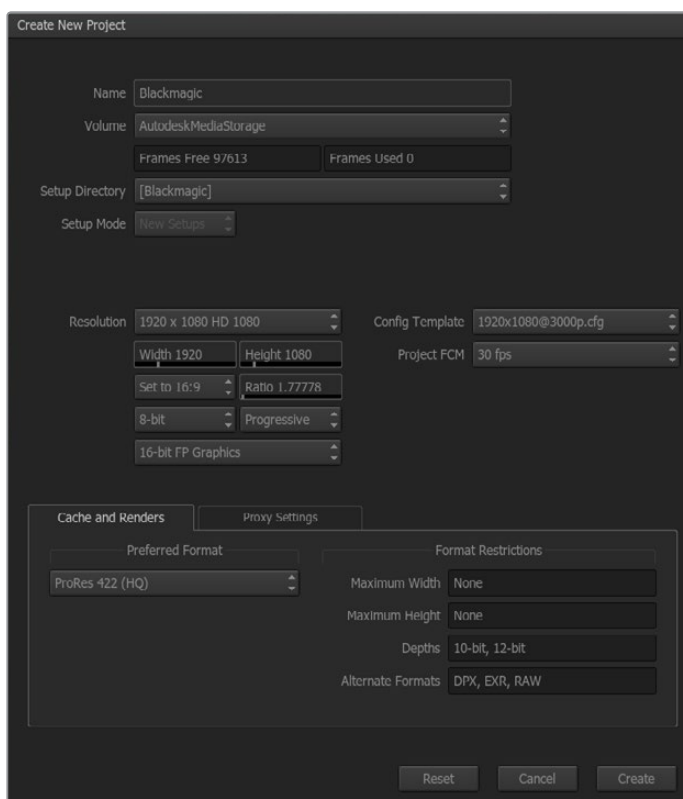 Create New Project
Name Blackmagic
Volume AutodeskMediaStorage
Frames Free 97613 Frames Used 0
Setup Directory [Blackmagic]
Setup Mode New Setups
Resolution 1920 x 1080 HD 1080 Config Template 1920x1080@3000p.cfg
Width 1920 Height 1080 Project FCM 30 fps
Set to 16:9 Ratio 1.77778
8-bit Progressive
16-bit FP Graphics
Cache and Renders Proxy Settings
Preferred Format Format Restrictions
ProRes 422 (HQ) Maximum Width None
Maximum Height None
Depths 10-bit, 12-bit
Alternate Formats DPX, EXR, RAW
Reset Cancel Create